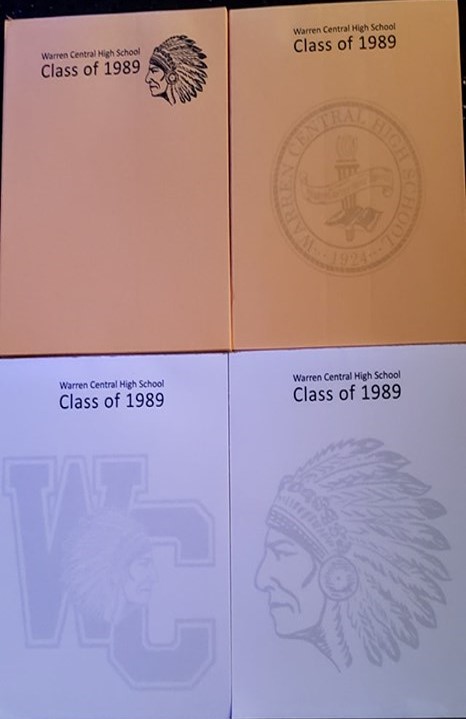 Warren Central High School
Class of 1989
Warren Central High School
Class of 1989
WARREN CENTRAL HIGH SCHOOL
1924
Warren Central High School
Class of 1989
WC
Warren Central High School
Class of 1989